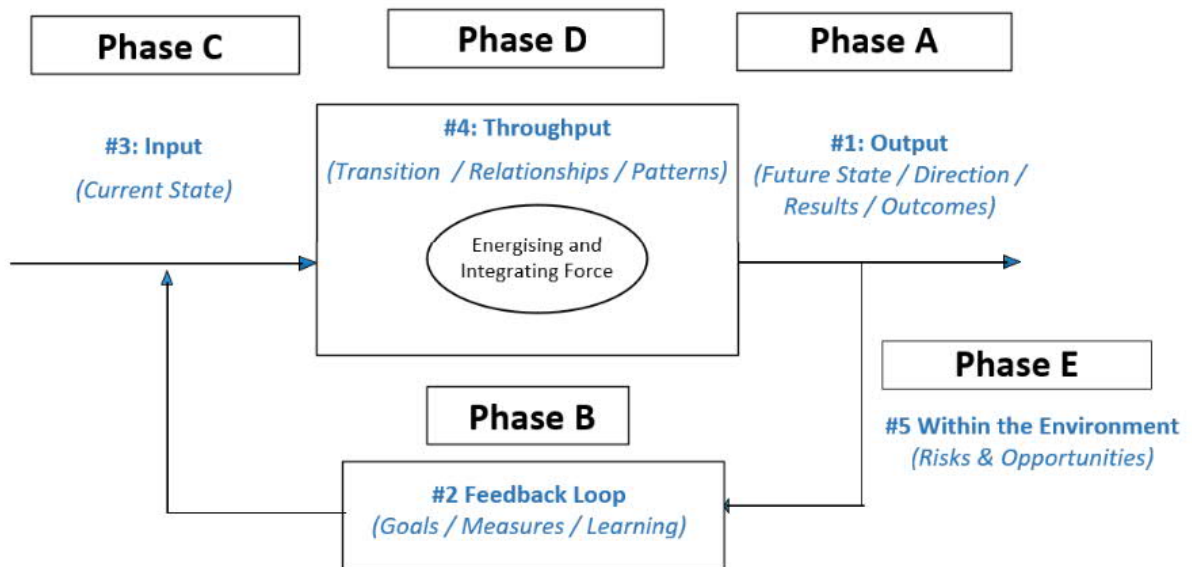 Phase C
Phase D
Phase A
#3: Input
(Current State)
#4: Throughput
(Transition / Relationships / Patterns)
Energising and
Integrating Force
#1: Output
(Future State / Direction /
Results / Outcomes)
Phase E
#5 Within the Environment
(Risks & Opportunities)
Phase B
#2 Feedback Loop
(Goals / Measures / Learning)